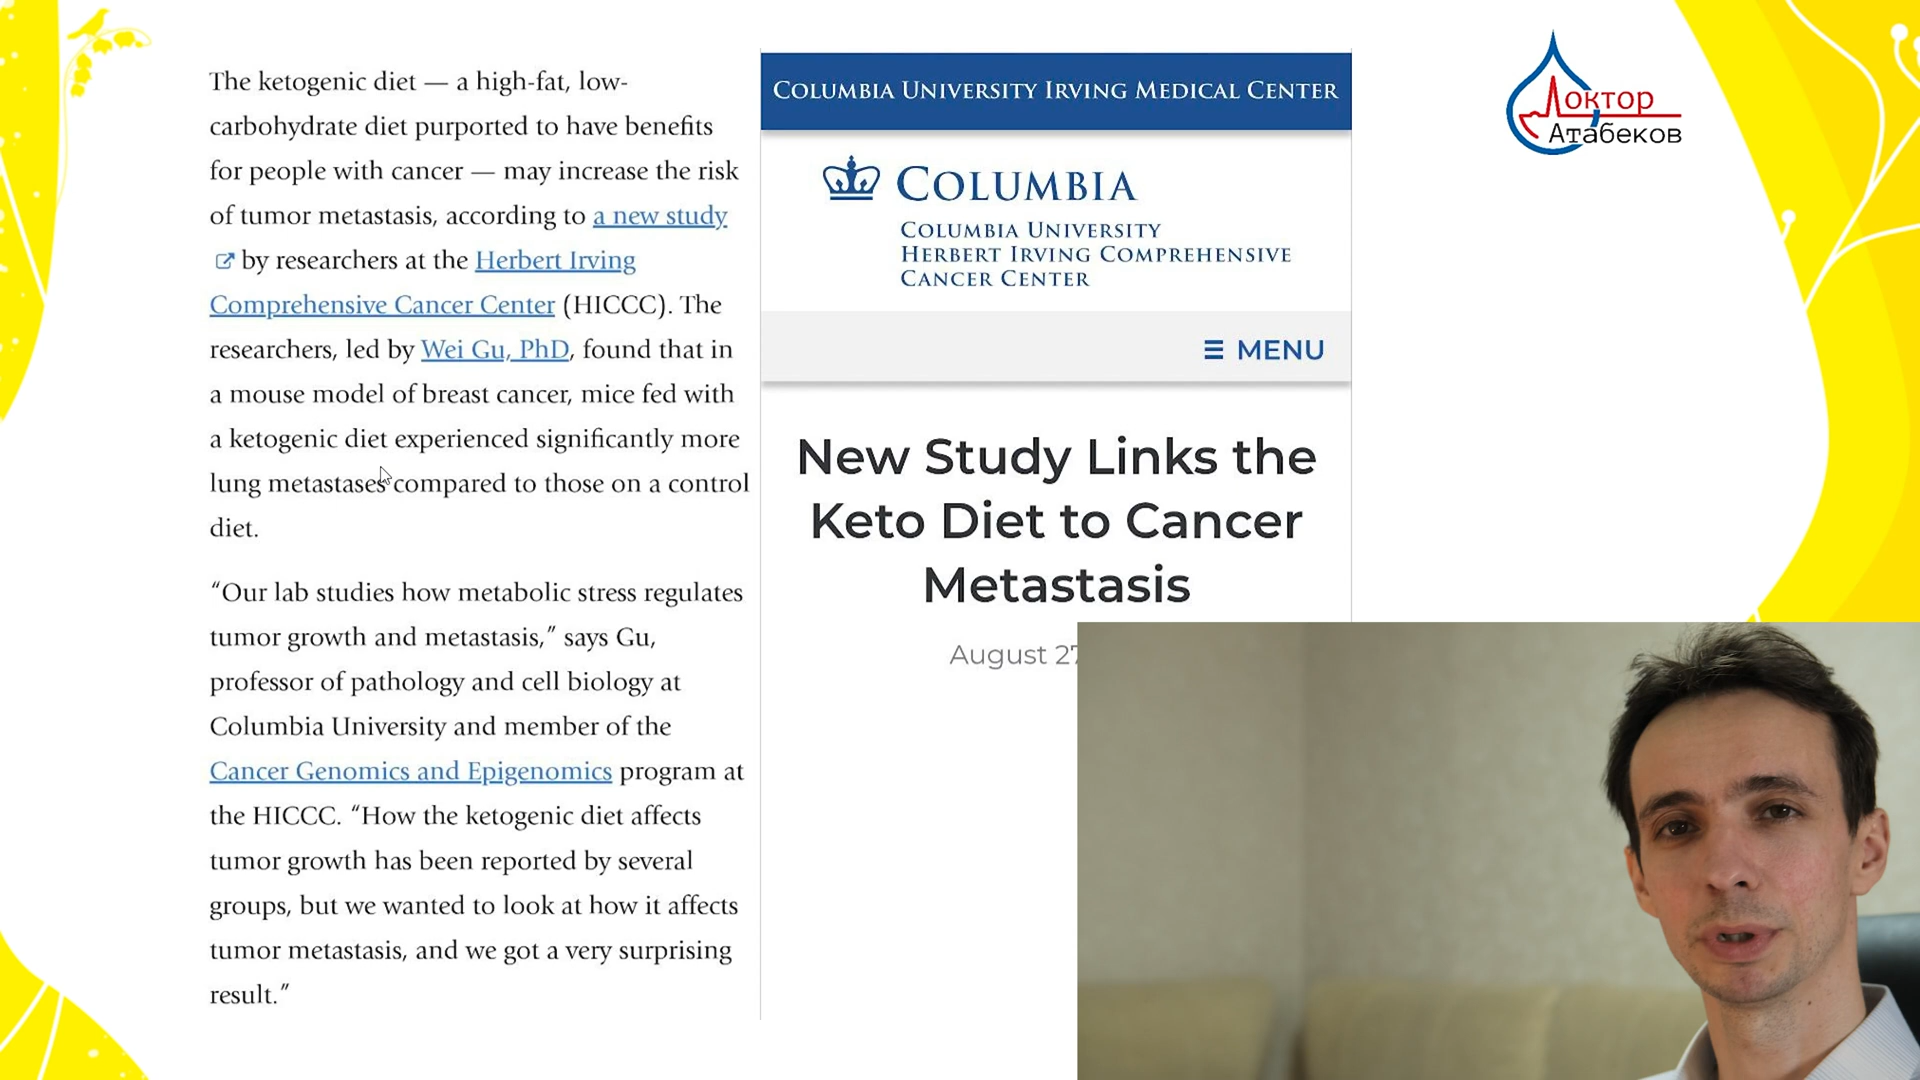 The ketogenic diet — a high-fat, low-
carbohydrate diet purported to have benefits
for people with cancer — may increase the risk
of tumor metastasis, according to a new study
by researchers at the Herbert Irving
Comprehensive Cancer Center (HICCC). The
researchers, led by Wei Gu, PhD, found that in
a mouse model of breast cancer, mice fed with
a ketogenic diet experienced significantly more
lung metastases compared to those on a control
diet.
“Our lab studies how metabolic stress regulates
tumor growth and metastasis,” says Gu,
professor of pathology and cell biology at
Columbia University and member of the
Cancer Genomics and Epigenomics program at
the HICCC. “How the ketogenic diet affects
tumor growth has been reported by several
groups, but we wanted to look at how it affects
tumor metastasis, and we got a very surprising
result.”
COLUMBIA UNIVERSITY IRVING MEDICAL CENTER
COLUMBIA
COLUMBIA UNIVERSITY
HERBERT IRVING COMPREHENSIVE
CANCER CENTER
MENU
New Study Links the
Keto Diet to Cancer
Metastasis
August 27
Доктор
Атабеков